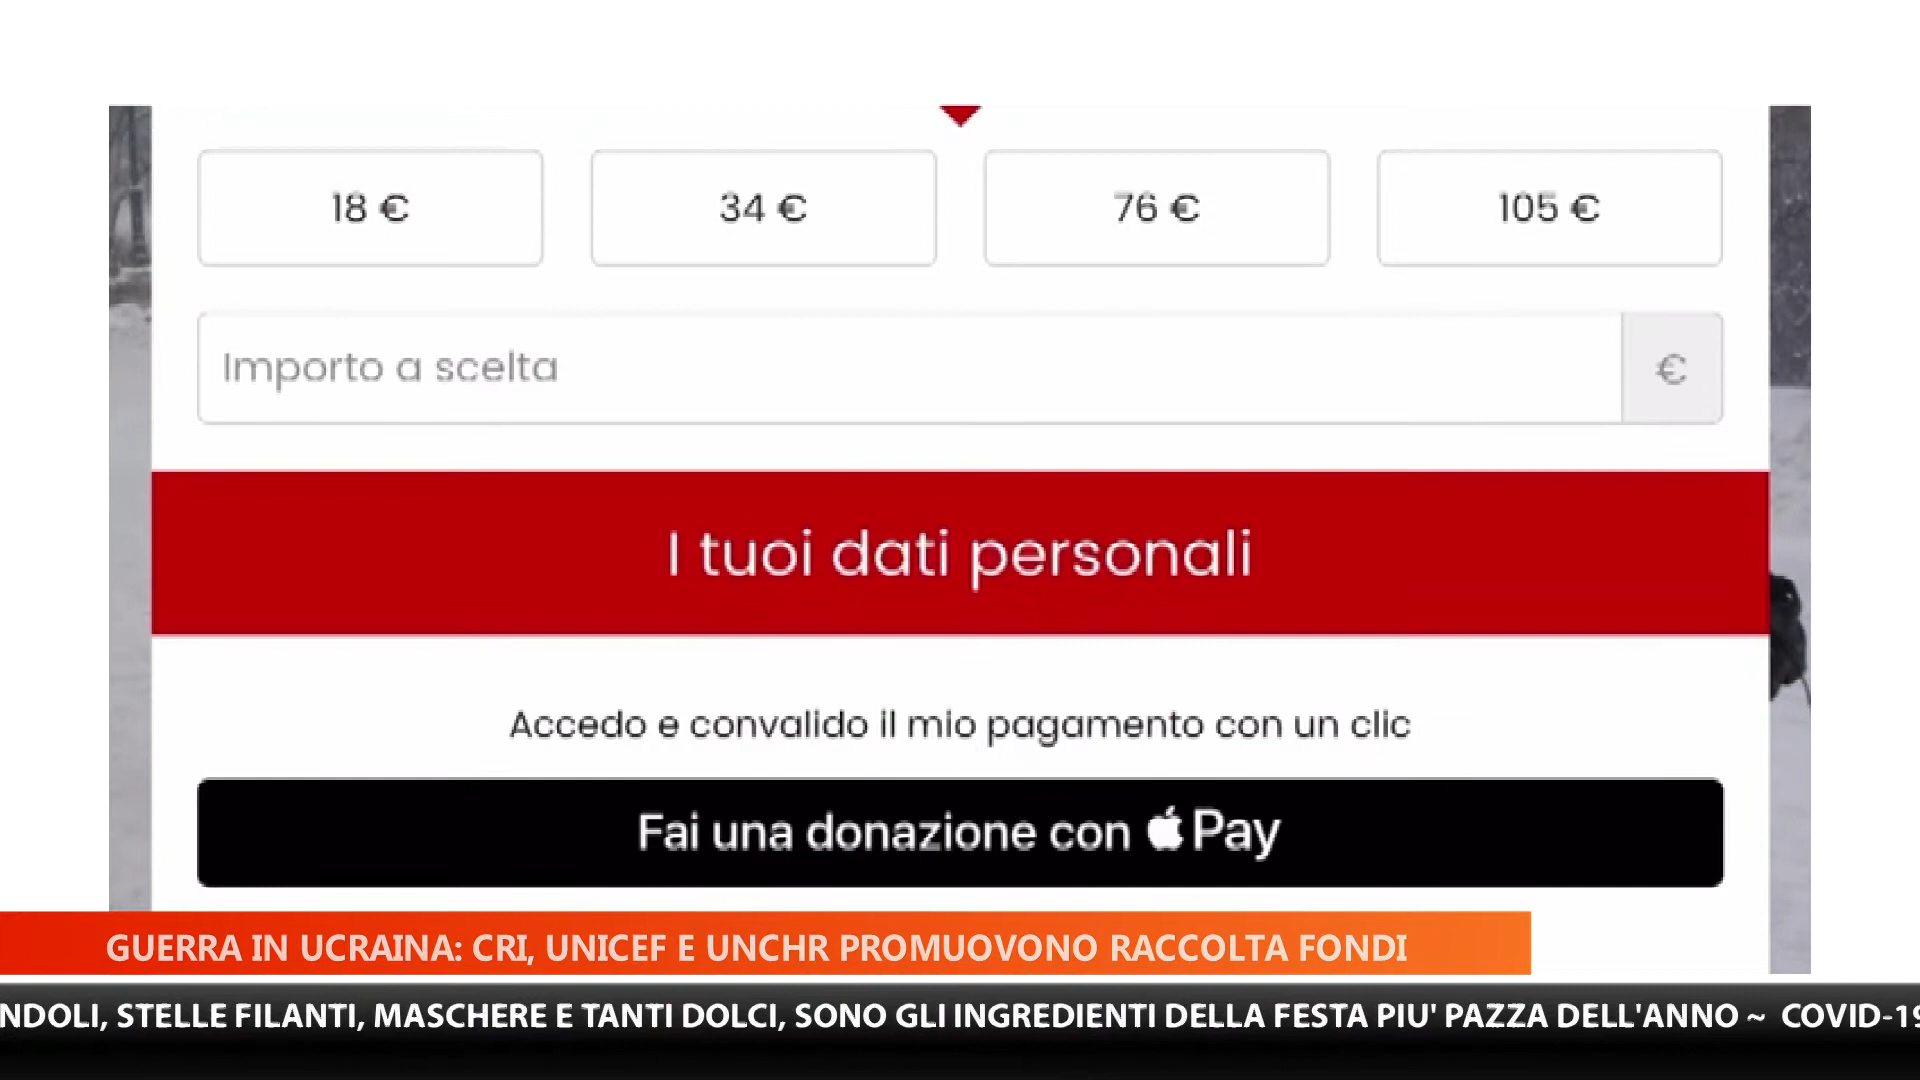 18 €
34 €
76 €
105 €
Importo a scelta
€
I tuoi dati personali
Accedo e convalido il mio pagamento con un clic
Fai una donazione con Pay
GUERRA IN UCRAINA: CRI, UNICEF E UNCHR PROMUOVONO RACCOLTA FONDI
NDOLI, STELLE FILANTI, MASCHERE E TANTI DOLCI, SONO GLI INGREDIENTI DELLA FESTA PIU' PAZZA DELL'ANNO ~ COVID-19